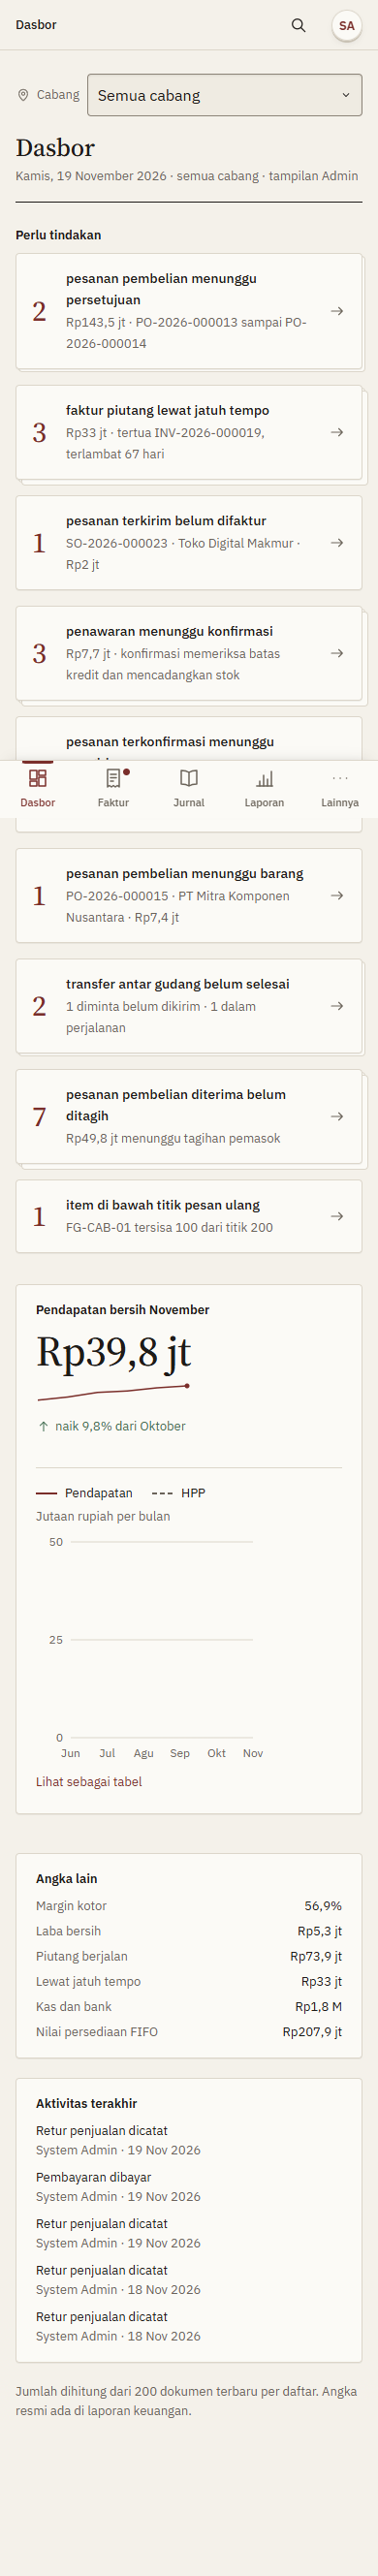 Dasbor
SA
Cabang
Semua cabang
Dasbor
Kamis, 19 November 2026 · semua cabang · tampilan Admin
Perlu tindakan
2
pesanan pembelian menunggu
persetujuan
Rp143,5 jt · PO-2026-000013 sampai PO-
2026-000014
3
faktur piutang lewat jatuh tempo
Rp33 jt · tertua INV-2026-000019,
terlambat 67 hari
1
pesanan terkirim belum difaktur
SO-2026-000023 · Toko Digital Makmur ·
Rp2 jt
3
penawaran menunggu konfirmasi
Rp7,7 jt · konfirmasi memeriksa batas
kredit dan mencadangkan stok
pesanan terkonfirmasi menunggu
Dasbor
Faktur
Jurnal
Laporan
Lainnya
1
pesanan pembelian menunggu barang
PO-2026-000015 · PT Mitra Komponen
Nusantara · Rp7,4 jt
2
transfer antar gudang belum selesai
1 diminta belum dikirim · 1 dalam
perjalanan
7
pesanan pembelian diterima belum
ditagih
Rp49,8 jt menunggu tagihan pemasok
1
item di bawah titik pesan ulang
FG-CAB-01 tersisa 100 dari titik 200
Pendapatan bersih November
Rp39,8 jt
naik 9,8% dari Oktober
Pendapatan
HPP
Jutaan rupiah per bulan
50
25
0
Jun Jul Agu Sep Okt Nov
Lihat sebagai tabel
Angka lain
Margin kotor 56,9%
Laba bersih Rp5,3 jt
Piutang berjalan Rp73,9 jt
Lewat jatuh tempo Rp33 jt
Kas dan bank Rp1,8 M
Nilai persediaan FIFO Rp207,9 jt
Aktivitas terakhir
Retur penjualan dicatat
System Admin · 19 Nov 2026
Pembayaran dibayar
System Admin · 19 Nov 2026
Retur penjualan dicatat
System Admin · 19 Nov 2026
Retur penjualan dicatat
System Admin · 18 Nov 2026
Retur penjualan dicatat
System Admin · 18 Nov 2026
Jumlah dihitung dari 200 dokumen terbaru per daftar. Angka
resmi ada di laporan keuangan.